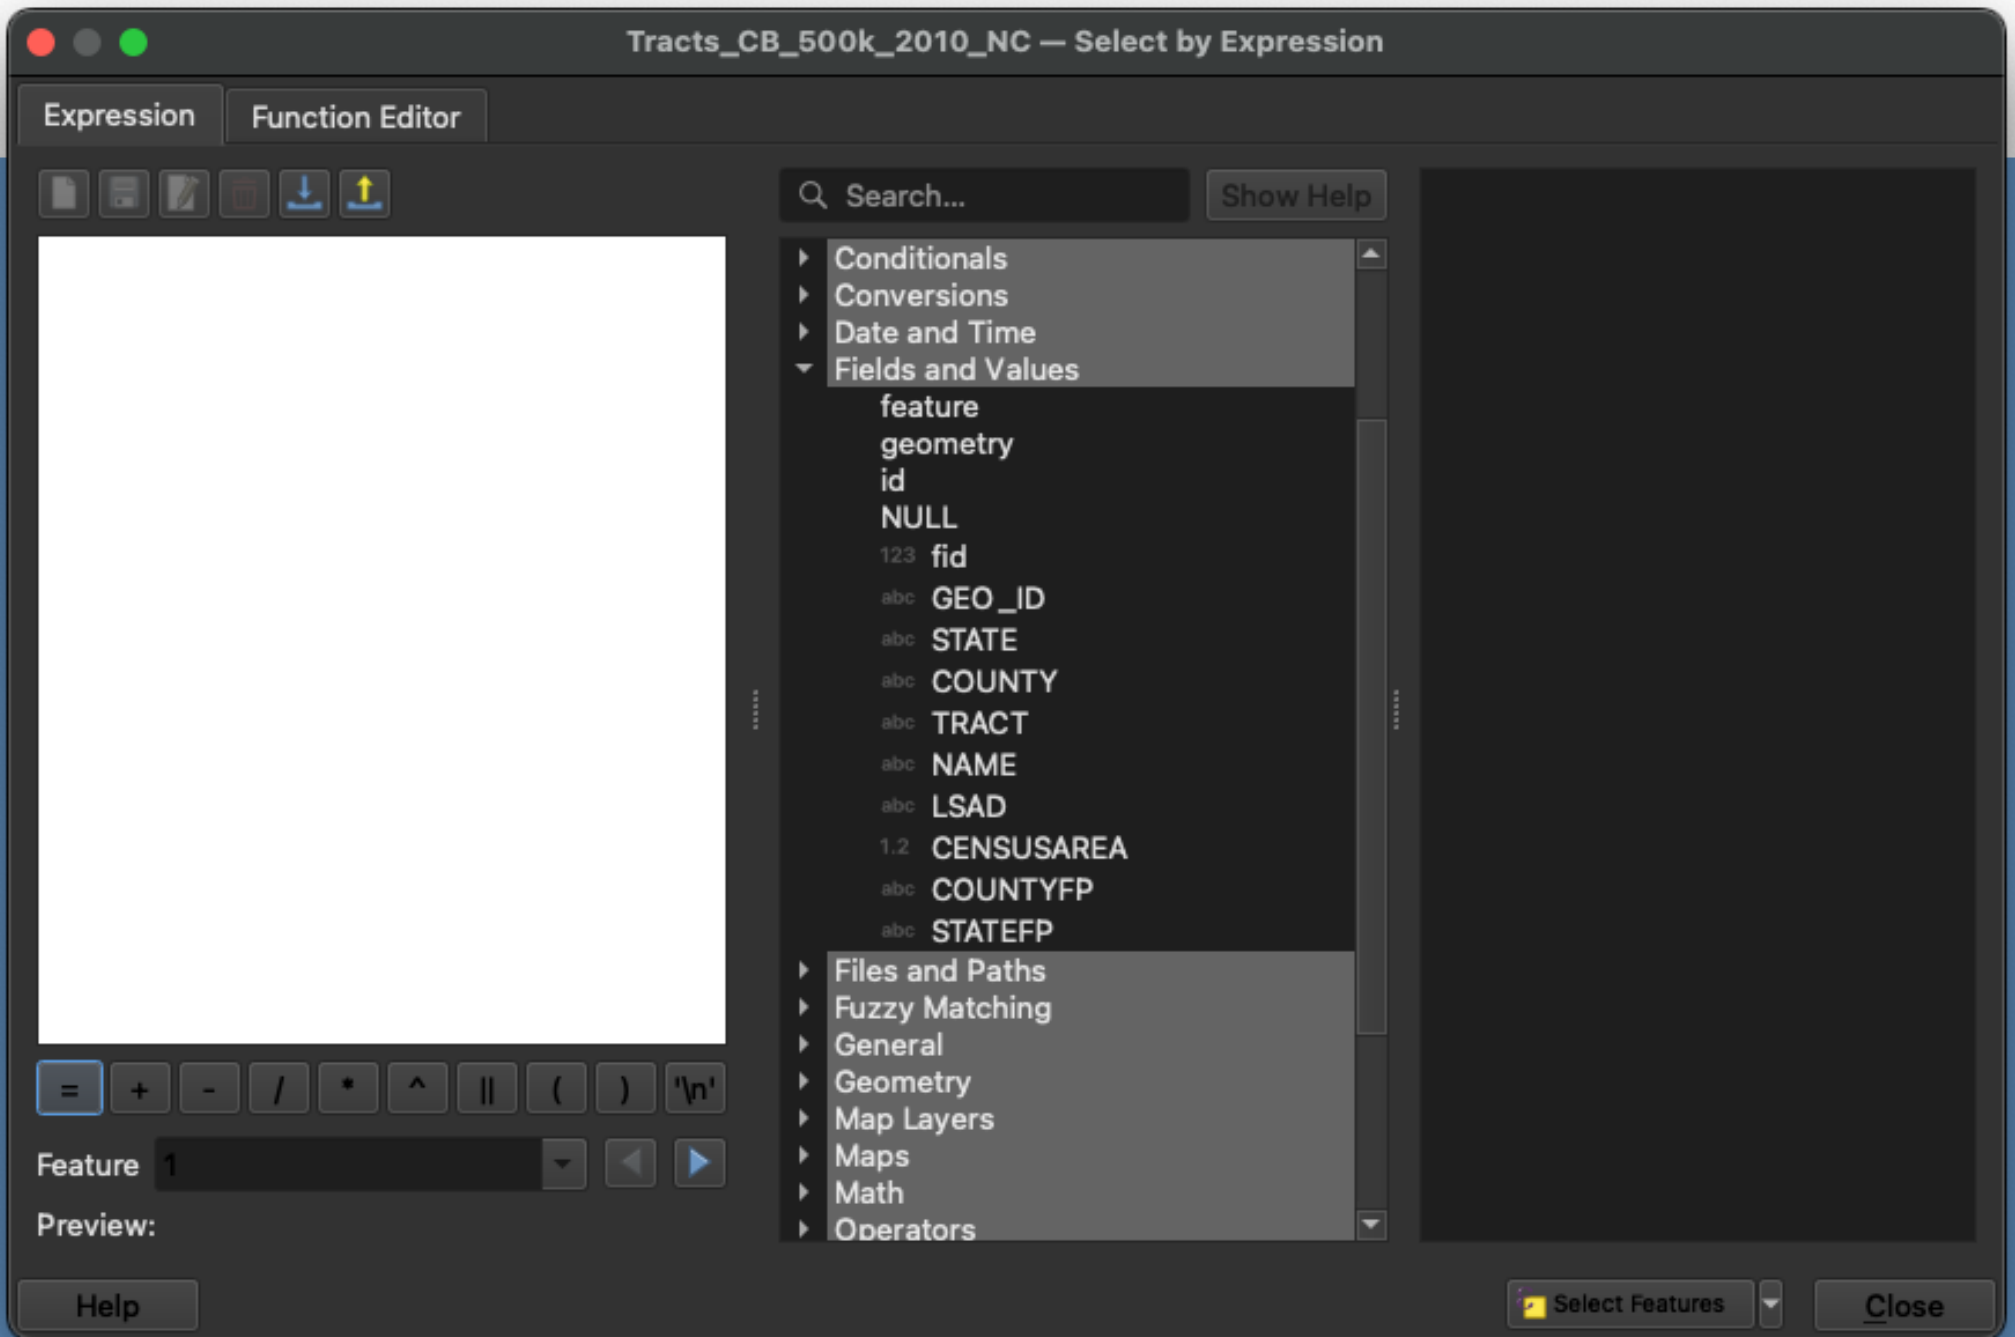 Tracts_CB_500k_2010_NC — Select by Expression
Expression
Function Editor
Search...
Show Help
Conditionals
Conversions
Date and Time
Fields and Values
feature
geometry
id
NULL
123 fid
abc GEO_ID
abc STATE
abc COUNTY
abc TRACT
abc NAME
abc LSAD
1.2 CENSUSAREA
abc COUNTYFP
abc STATEFP
Files and Paths
Fuzzy Matching
General
Geometry
Map Layers
Maps
Math
Operators
= + - / * ^ || ( ) '\n'
Feature 1
Preview:
Help
Select Features
Close